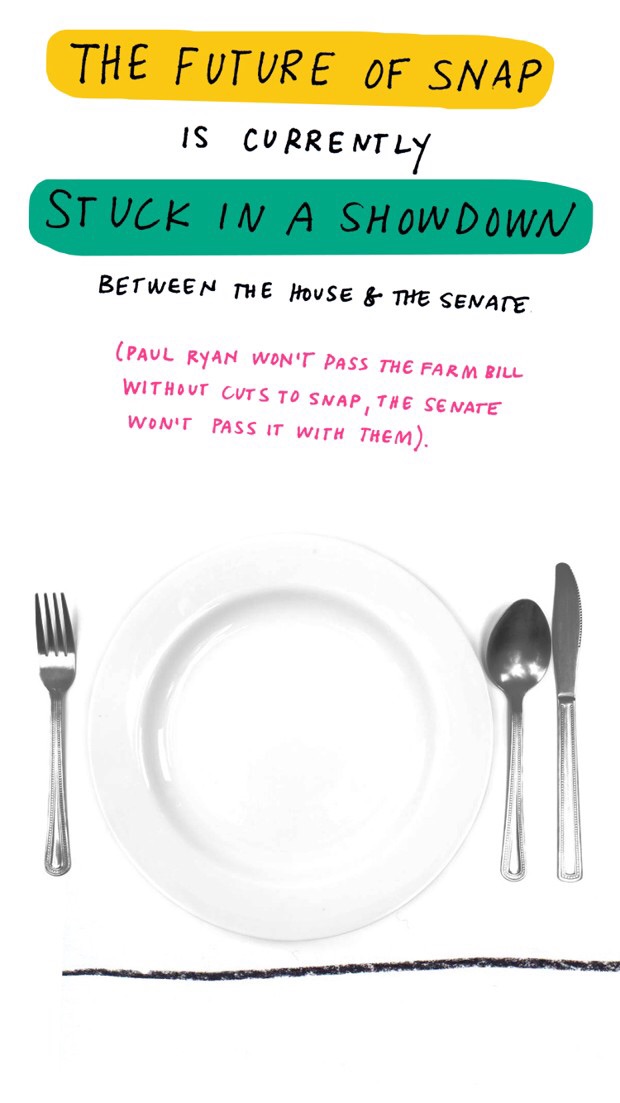 THE FUTURE OF SNAP
IS CURRENTLY
STUCK IN A SHOWDOWN
BETWEEN THE HOUSE & THE SENATE
(PAUL RYAN WON'T PASS THE FARM BILL
WITHOUT CUTS TO SNAP, THE SENATE
WON'T PASS IT WITH THEM).